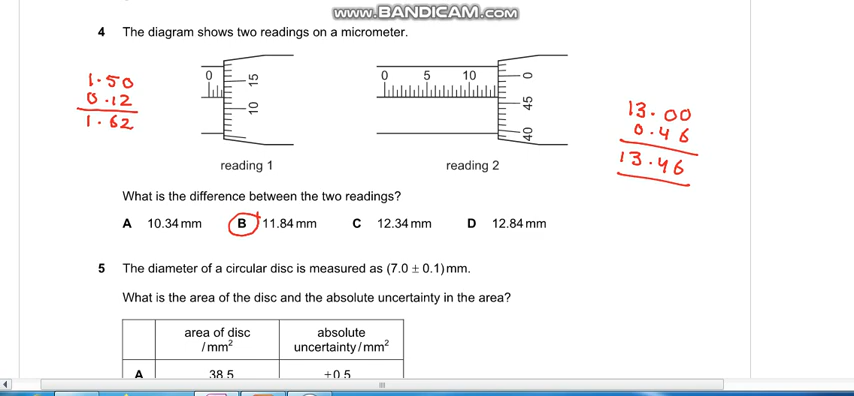 www.BANDICAM.com
4 The diagram shows two readings on a micrometer.
0
15
10
0 5 10
0
45
40
1.50
0.12
1.62
13.00
0.46
13.46
reading 1 reading 2
What is the difference between the two readings?
A 10.34 mm B 11.84 mm C 12.34 mm D 12.84 mm
5 The diameter of a circular disc is measured as (7.0 ± 0.1) mm.
What is the area of the disc and the absolute uncertainty in the area?
area of disc / mm² absolute uncertainty / mm²
A 38.5 ±0.5